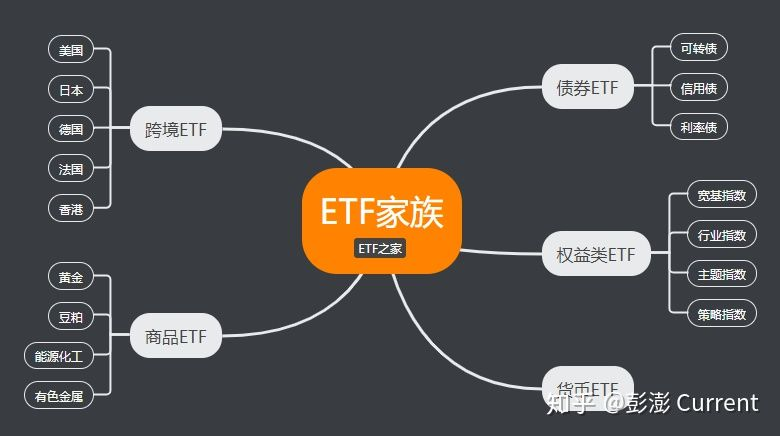 ETF家族
ETF之家
债券ETF
可转债
信用债
利率债
权益类ETF
宽基指数
行业指数
主题指数
策略指数
货币ETF
跨境ETF
美国
日本
德国
法国
香港
商品ETF
黄金
豆粕
能源化工
有色金属
知乎 @彭澎 Current